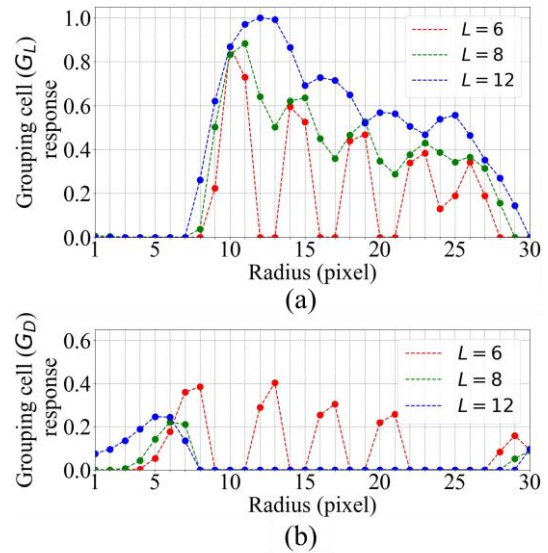 Grouping cell (G_L)
response
1.0
0.8
0.6
0.4
0.2
0.0
L = 6
L = 8
L = 12
1 5 10 15 20 25 30
Radius (pixel)
(a)
Grouping cell (G_D)
response
0.6
0.4
0.2
0.0
L = 6
L = 8
L = 12
1 5 10 15 20 25 30
Radius (pixel)
(b)